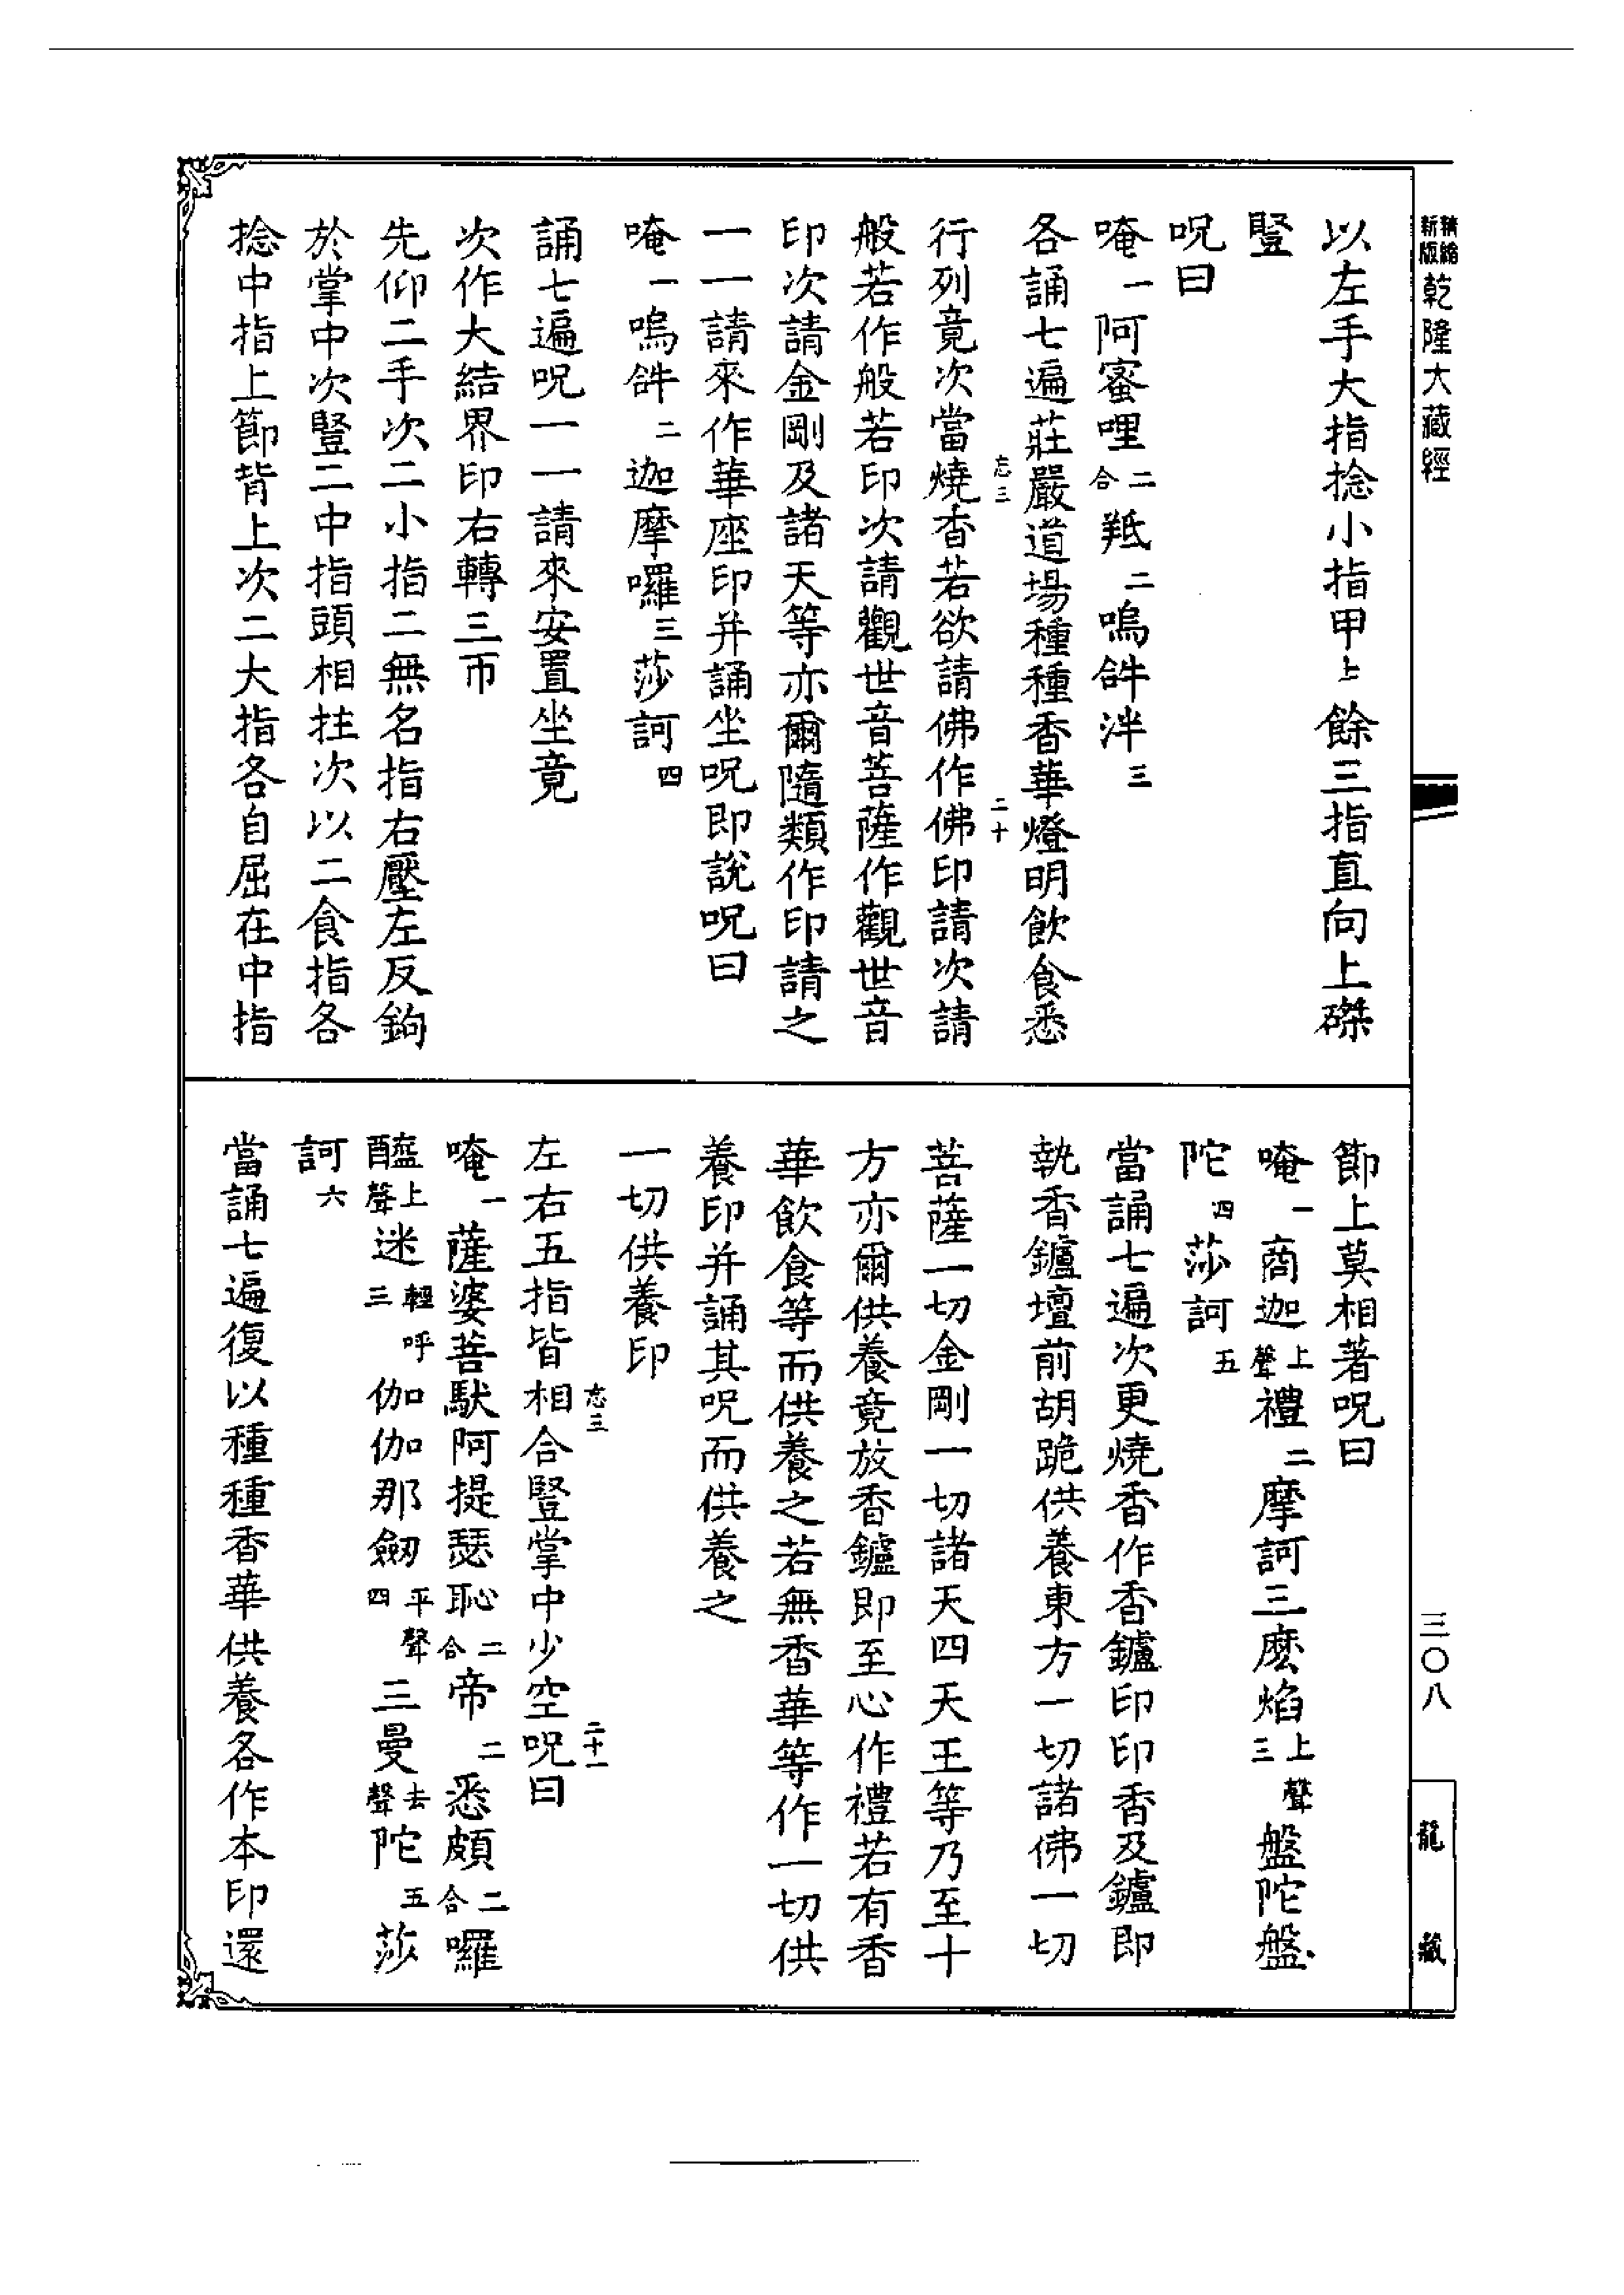 精縮新版乾隆大藏經
以左手大指捻小指甲上餘三指直向上磔
豎
呪曰
唵一阿蜜哩二合羝二嗚𤙖泮三
各誦七遍莊嚴道場種種香華燈明飲食悉
忘三
二十
行列竟次當燒香若欲請佛作佛印請次請
般若作般若印次請觀世音菩薩作觀世音
印次請金剛及諸天等亦爾隨類作印請之
一一請來作華座印并誦坐呪即說呪曰
唵一嗚𤙖二迦摩囉三莎訶四
誦七遍呪一一請來安置坐竟
次作大結界印右轉三帀
先仰二手次二小指二無名指右壓左反鉤
於掌中次豎二中指頭相拄次以二食指各
捻中指上節背上次二大指各自屈在中指
節上莫相著呪曰
唵一商迦上聲禮二摩訶三麼焰上聲三盤陀盤
陀四莎訶五
當誦七遍次更燒香作香鑪印印香及鑪即
執香鑪壇前胡跪供養東方一切諸佛一切
菩薩一切金剛一切諸天四天王等乃至十
方亦爾供養竟放香鑪即至心作禮若有香
華飲食等而供養之若無香華等作一切供
養印并誦其呪而供養之
一切供養印
忘三
二十一
左右五指皆相合豎掌中少空呪曰
唵一薩婆菩馱阿提瑟恥二合帝二悉頗二合囉
醯上聲迷輕呼三伽伽那劒平聲四三曼去聲陀五莎
訶六
當誦七遍復以種種香華供養各作本印還
三〇八
龍藏